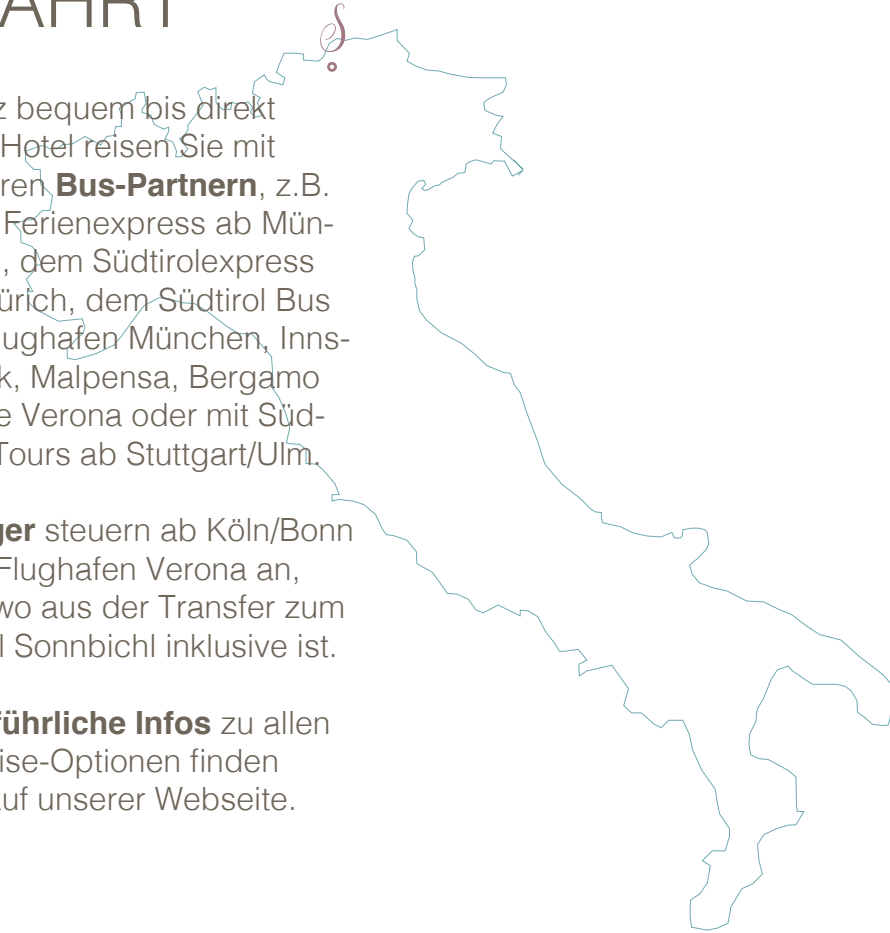 AHRT
S
z bequem bis direkt
Hotel reisen Sie mit
ren Bus-Partnern, z.B.
Ferienexpress ab Mün-
, dem Südtirolexpress
ürich, dem Südtirol Bus
ughafen München, Inns-
k, Malpensa, Bergamo
e Verona oder mit Süd-
Tours ab Stuttgart/Ulm.
ger steuern ab Köln/Bonn
Flughafen Verona an,
wo aus der Transfer zum
l Sonnbichl inklusive ist.
führliche Infos zu allen
ise-Optionen finden
auf unserer Webseite.